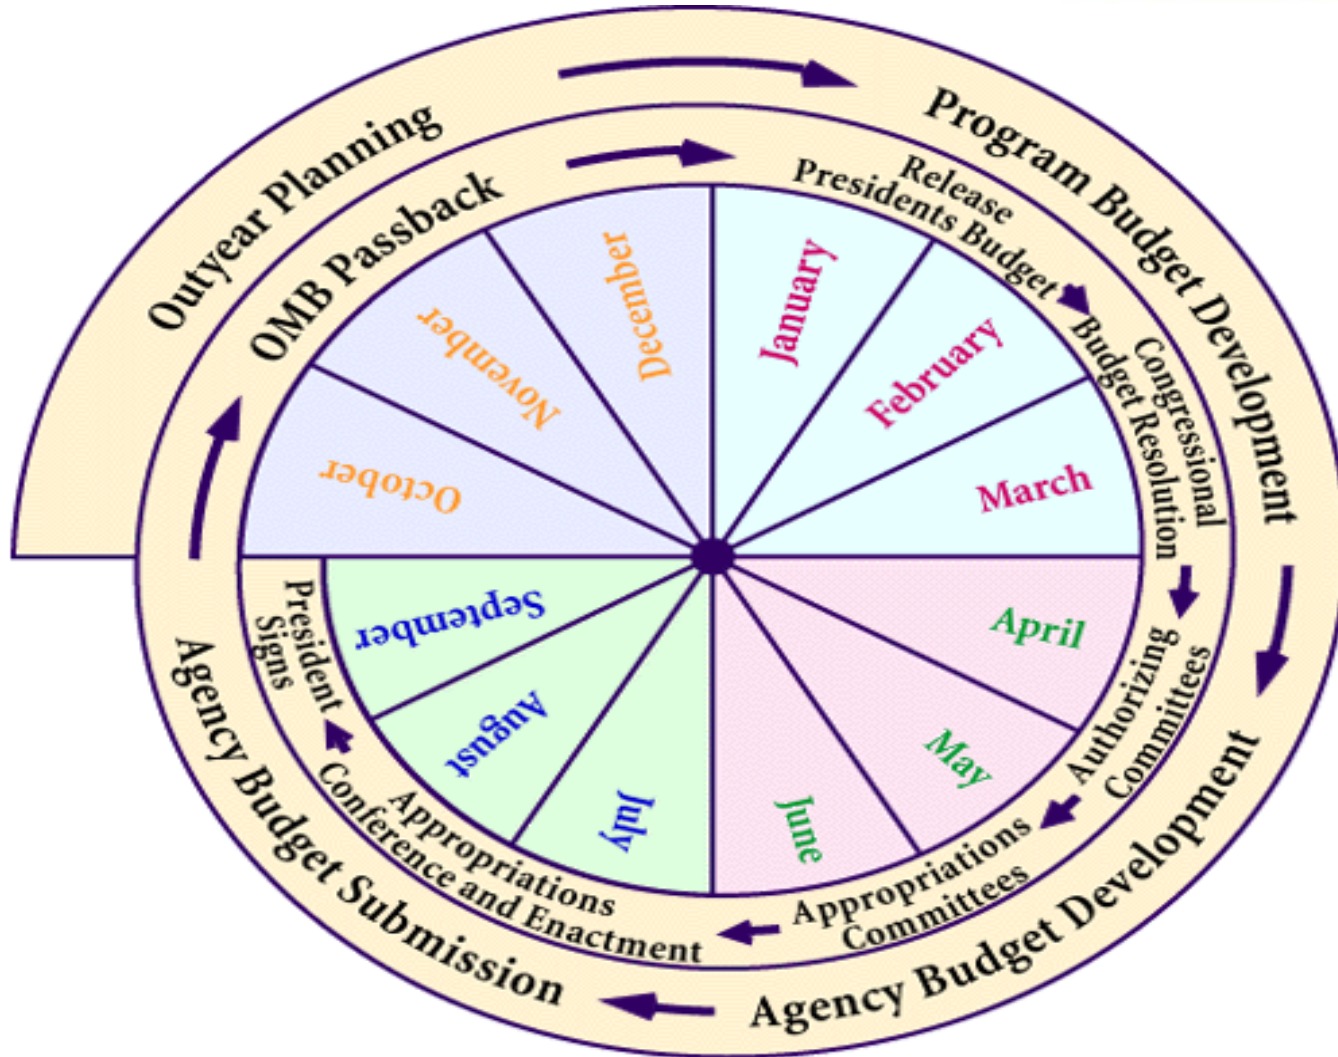 Outyear Planning
Program Budget Development
Agency Budget Development
Agency Budget Submission
OMB Passback
Release
Presidents Budget
Congressional
Budget Resolution
Authorizing
Committees
Appropriations
Committees
Appropriations
Conference and Enactment
President
Signs
January
February
March
April
May
June
July
August
September
October
November
December